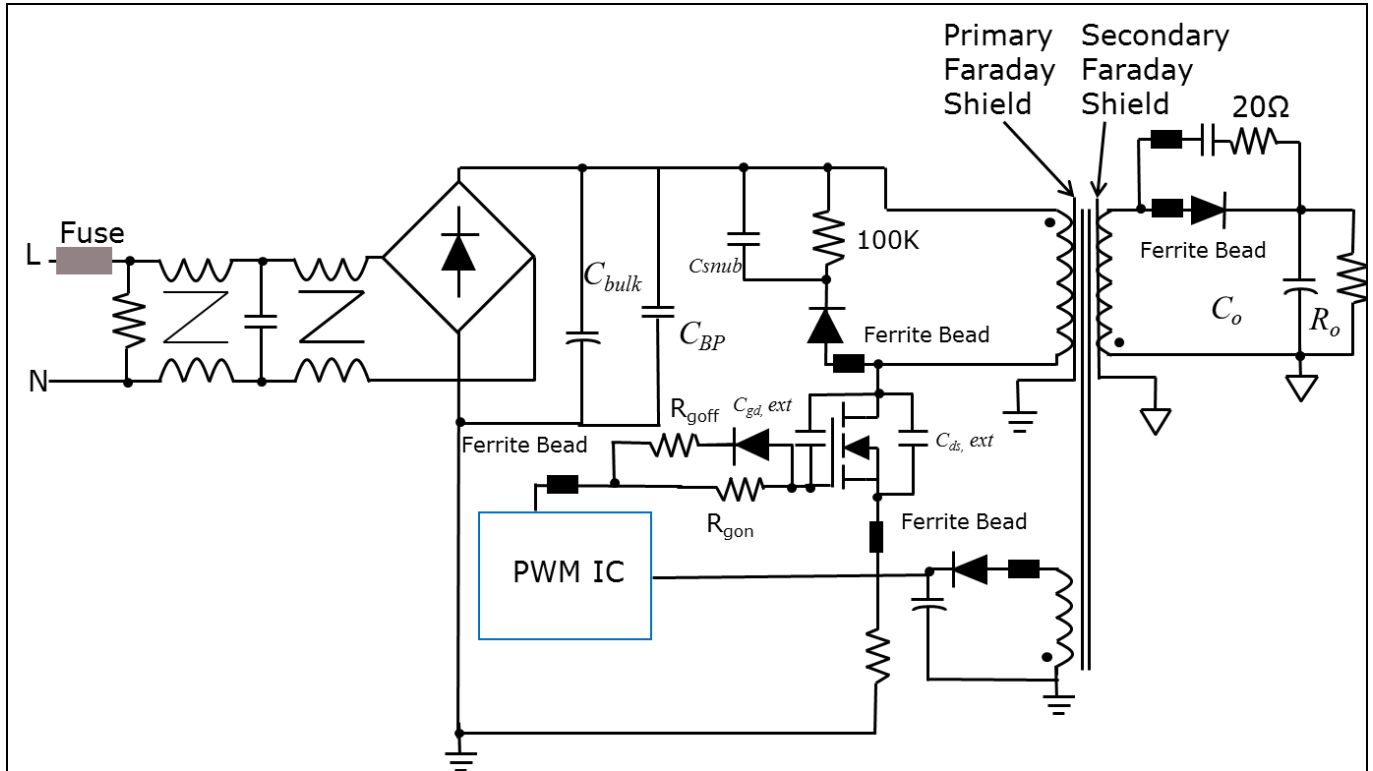 Primary
Faraday
Shield
Secondary
Faraday
Shield
20Ω
L
Fuse
C_bulk
C_BP
Csnub
100K
Ferrite Bead
Ferrite Bead
C_o
R_o
N
R_goff
C_gd, ext
C_ds, ext
Ferrite Bead
R_gon
Ferrite Bead
PWM IC